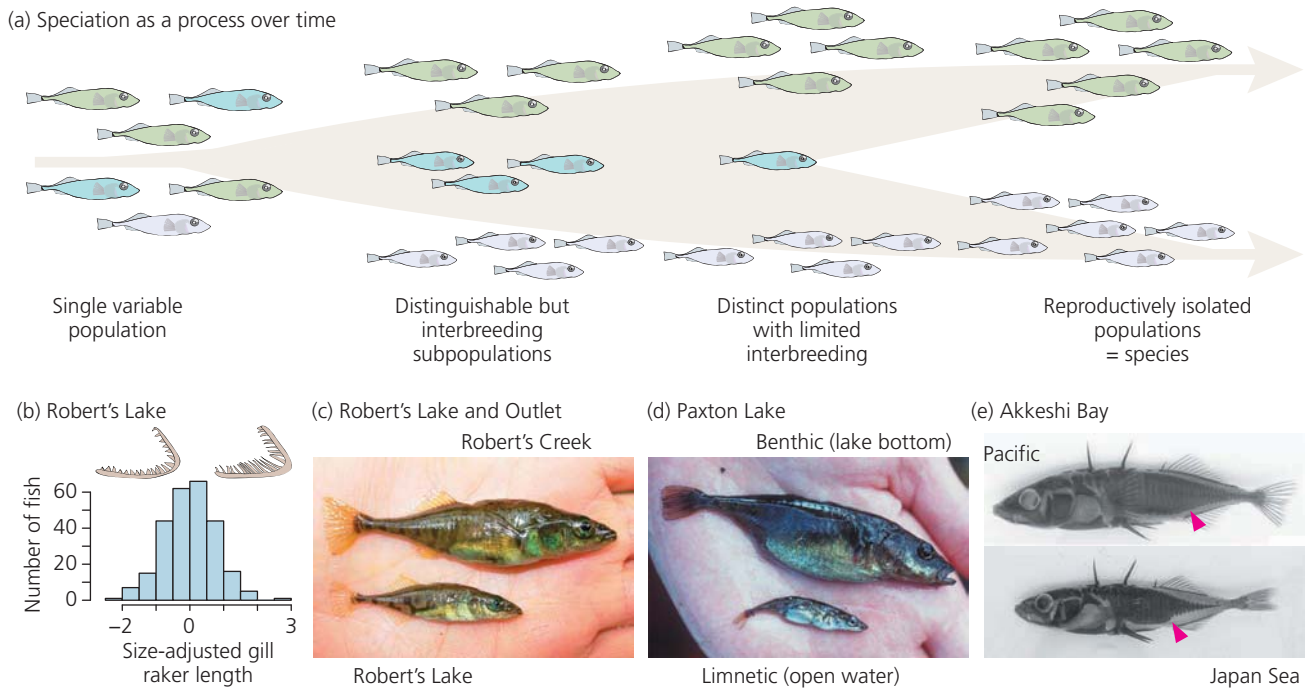 (a) Speciation as a process over time
Single variable
population
Distinguishable but
interbreeding
subpopulations
Distinct populations
with limited
interbreeding
Reproductively isolated
populations
= species
(b) Robert’s Lake
Number of fish
60
40
20
0
−2
0
3
Size-adjusted gill
raker length
(c) Robert’s Lake and Outlet
Robert’s Creek
Robert’s Lake
(d) Paxton Lake
Benthic (lake bottom)
Limnetic (open water)
(e) Akkeshi Bay
Pacific
Japan Sea